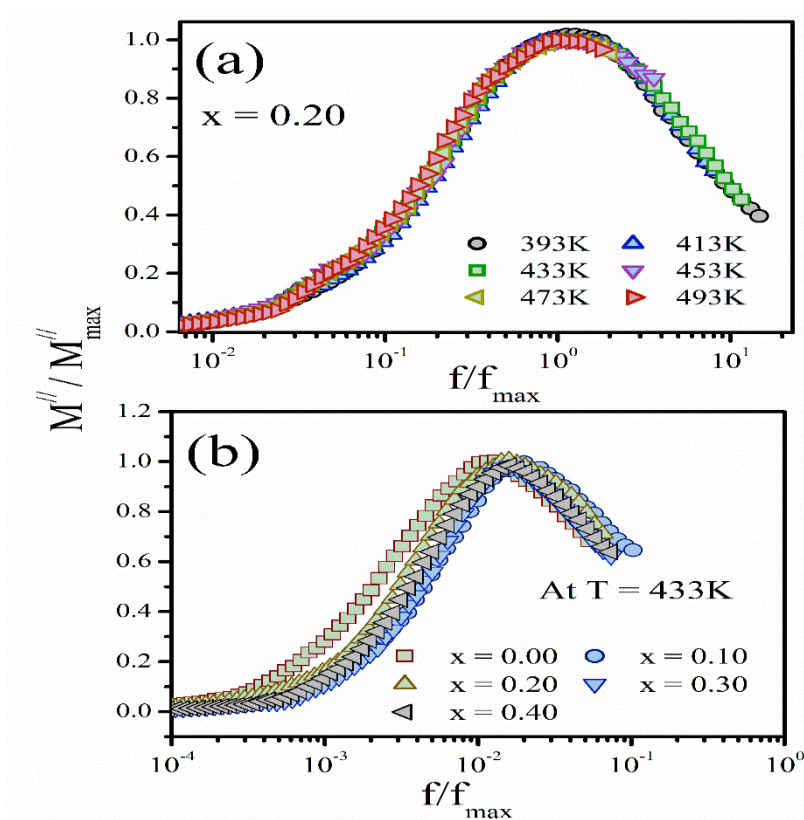 (a)
x = 0.20
393K 413K
433K 453K
473K 493K
0.0 0.2 0.4 0.6 0.8 1.0
10⁻² 10⁻¹ 10⁰ 10¹
f/fmax
M// / M//max
(b)
At T = 433K
x = 0.00 x = 0.10
x = 0.20 x = 0.30
x = 0.40
0.0 0.2 0.4 0.6 0.8 1.0 1.2
10⁻⁴ 10⁻³ 10⁻² 10⁻¹ 10⁰
f/fmax